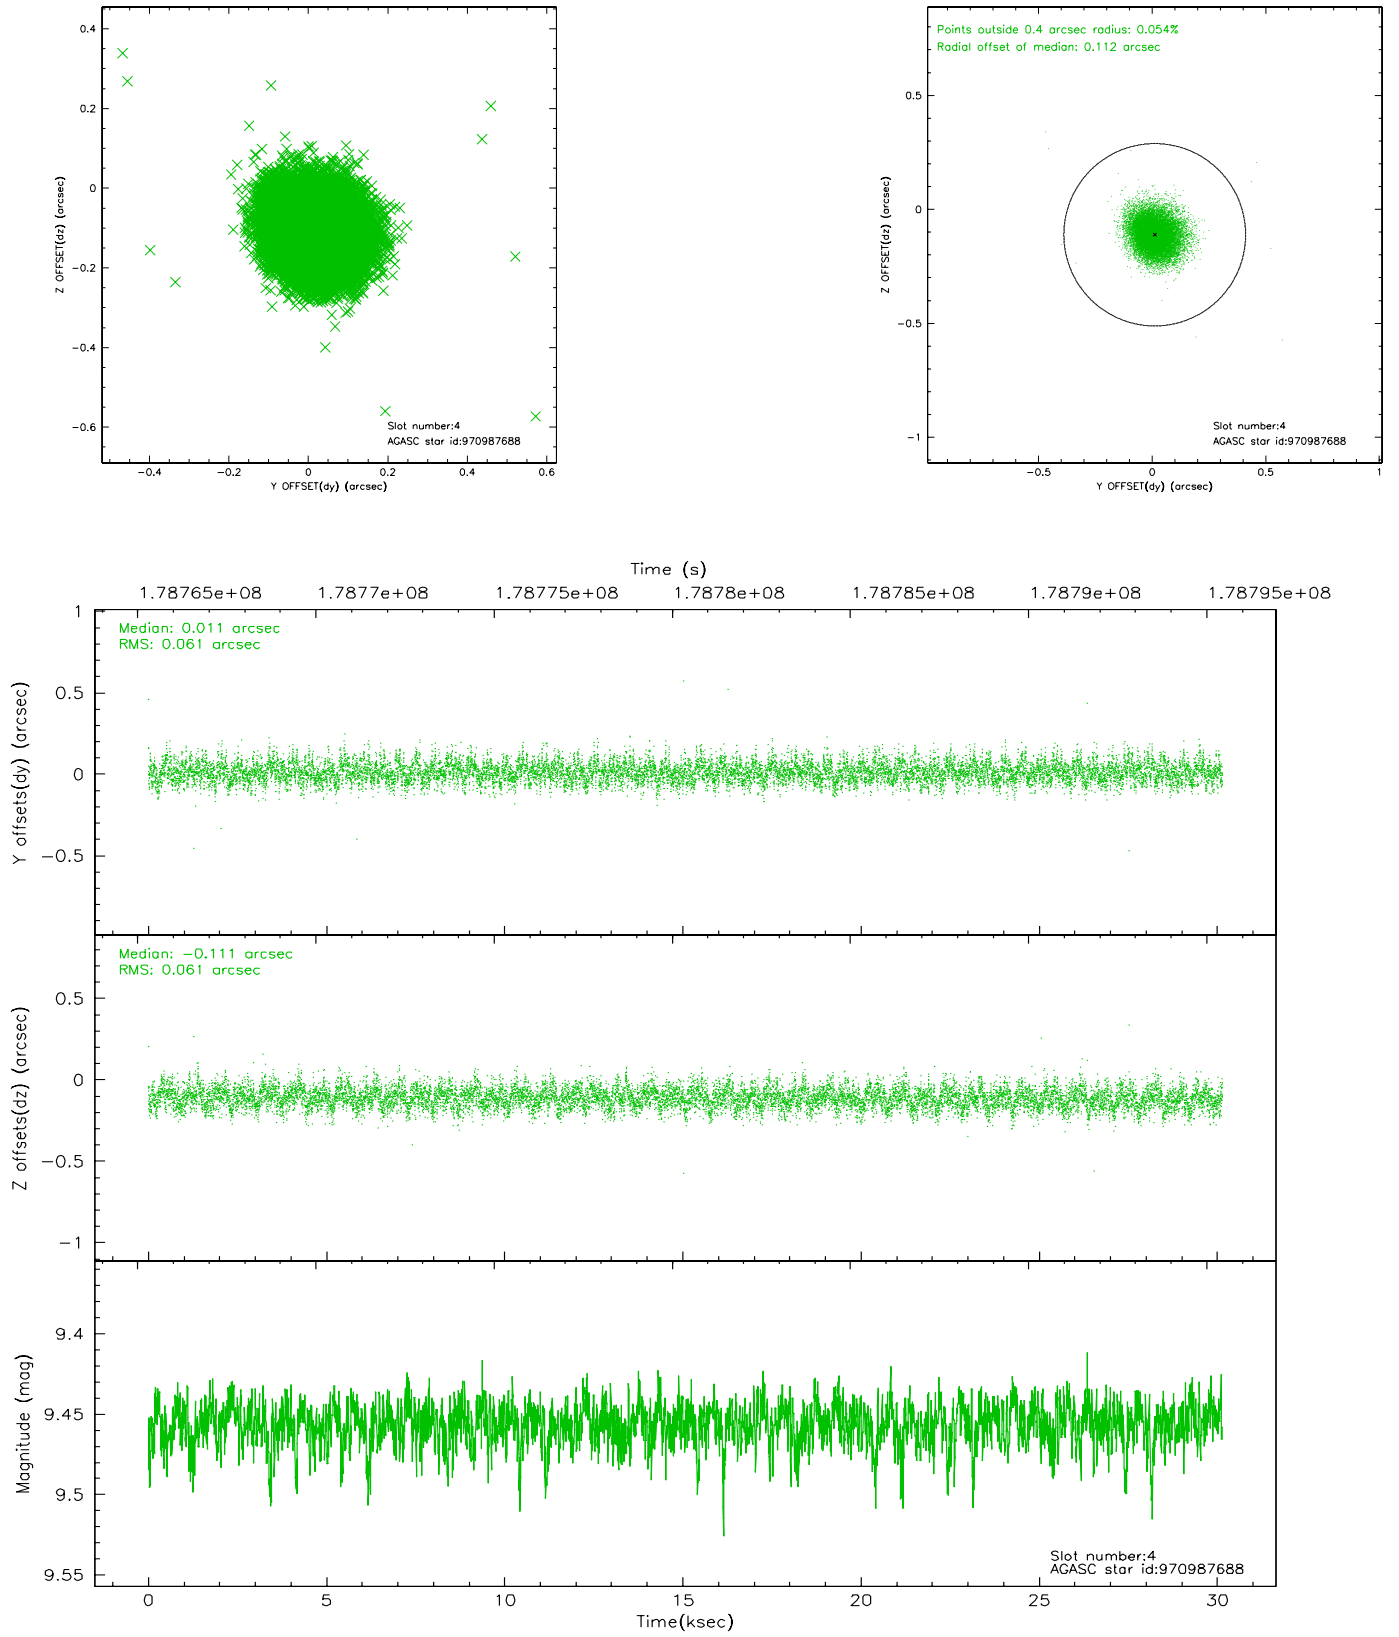 0.4
0.2
0
−0.2
−0.4
−0.6
Z OFFSET(dz) (arcsec)
Slot number:4
AGASC star id:970987688
−0.4 −0.2 0 0.2 0.4 0.6
Y OFFSET(dy) (arcsec)
Points outside 0.4 arcsec radius: 0.054%
Radial offset of median: 0.112 arcsec
0.5
0
−0.5
−1
Z OFFSET(dz) (arcsec)
Slot number:4
AGASC star id:970987688
−0.5 0 0.5 1
Y OFFSET(dy) (arcsec)
Time (s)
1.78765e+08 1.7877e+08 1.78775e+08 1.7878e+08 1.78785e+08 1.7879e+08 1.78795e+08
Median: 0.011 arcsec
RMS: 0.061 arcsec
1
0.5
0
−0.5
Y offsets(dy) (arcsec)
Median: −0.111 arcsec
RMS: 0.061 arcsec
0.5
0
−0.5
−1
Z offsets(dz) (arcsec)
9.4
9.45
9.5
9.55
Magnitude (mag)
Slot number:4
AGASC star id:970987688
0 5 10 15 20 25 30
Time(ksec)